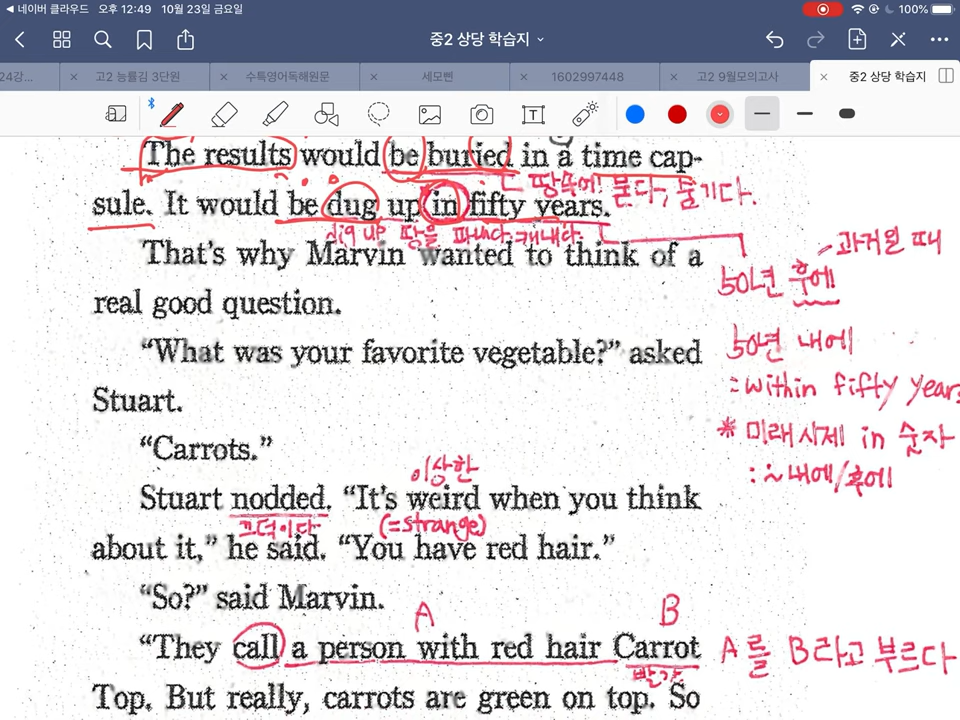 네이버 클라우드 오후 12:49 10월 23일 금요일 100%
중2 상당 학습지
24강... 고2 능률김 3단원 수특영어독해원문 세모삔 1602997448 고2 9월모의고사 중2 상당 학습지
The results would be buried in a time cap-
땅속에 묻다, 숨기다.
sule. It would be dug up in fifty years.
dig up 땅을 파내다. 캐내다.
과거일 때
That's why Marvin wanted to think of a
50년 후에
real good question.
50년 내에
"What was your favorite vegetable?" asked
= within fifty years
Stuart.
* 미래시제 in 숫자
"Carrots."
: ~내에/후에
이상한
Stuart nodded. "It's weird when you think
끄덕이다 (=strange)
about it," he said. "You have red hair."
"So?" said Marvin.
A B
"They call a person with red hair Carrot
A를 B라고 부르다
Top. But really, carrots are green on top. So